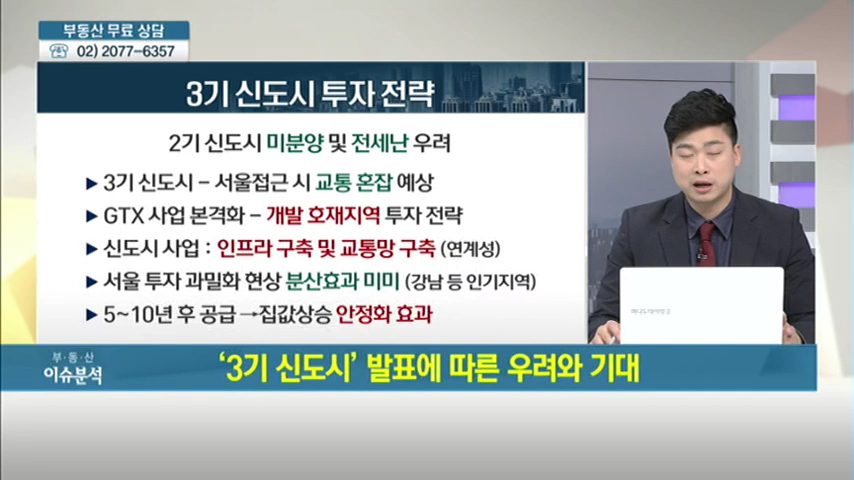 부동산 무료 상담
02) 2077-6357
3기 신도시 투자 전략
2기 신도시 미분양 및 전세난 우려
▶ 3기 신도시 – 서울접근 시 교통 혼잡 예상
▶ GTX 사업 본격화 – 개발 호재지역 투자 전략
▶ 신도시 사업 : 인프라 구축 및 교통망 구축 (연계성)
▶ 서울 투자 과밀화 현상 분산효과 미미 (강남 등 인기지역)
▶ 5~10년 후 공급 →집값상승 안정화 효과
부·동·산
이슈분석
‘3기 신도시’ 발표에 따른 우려와 기대